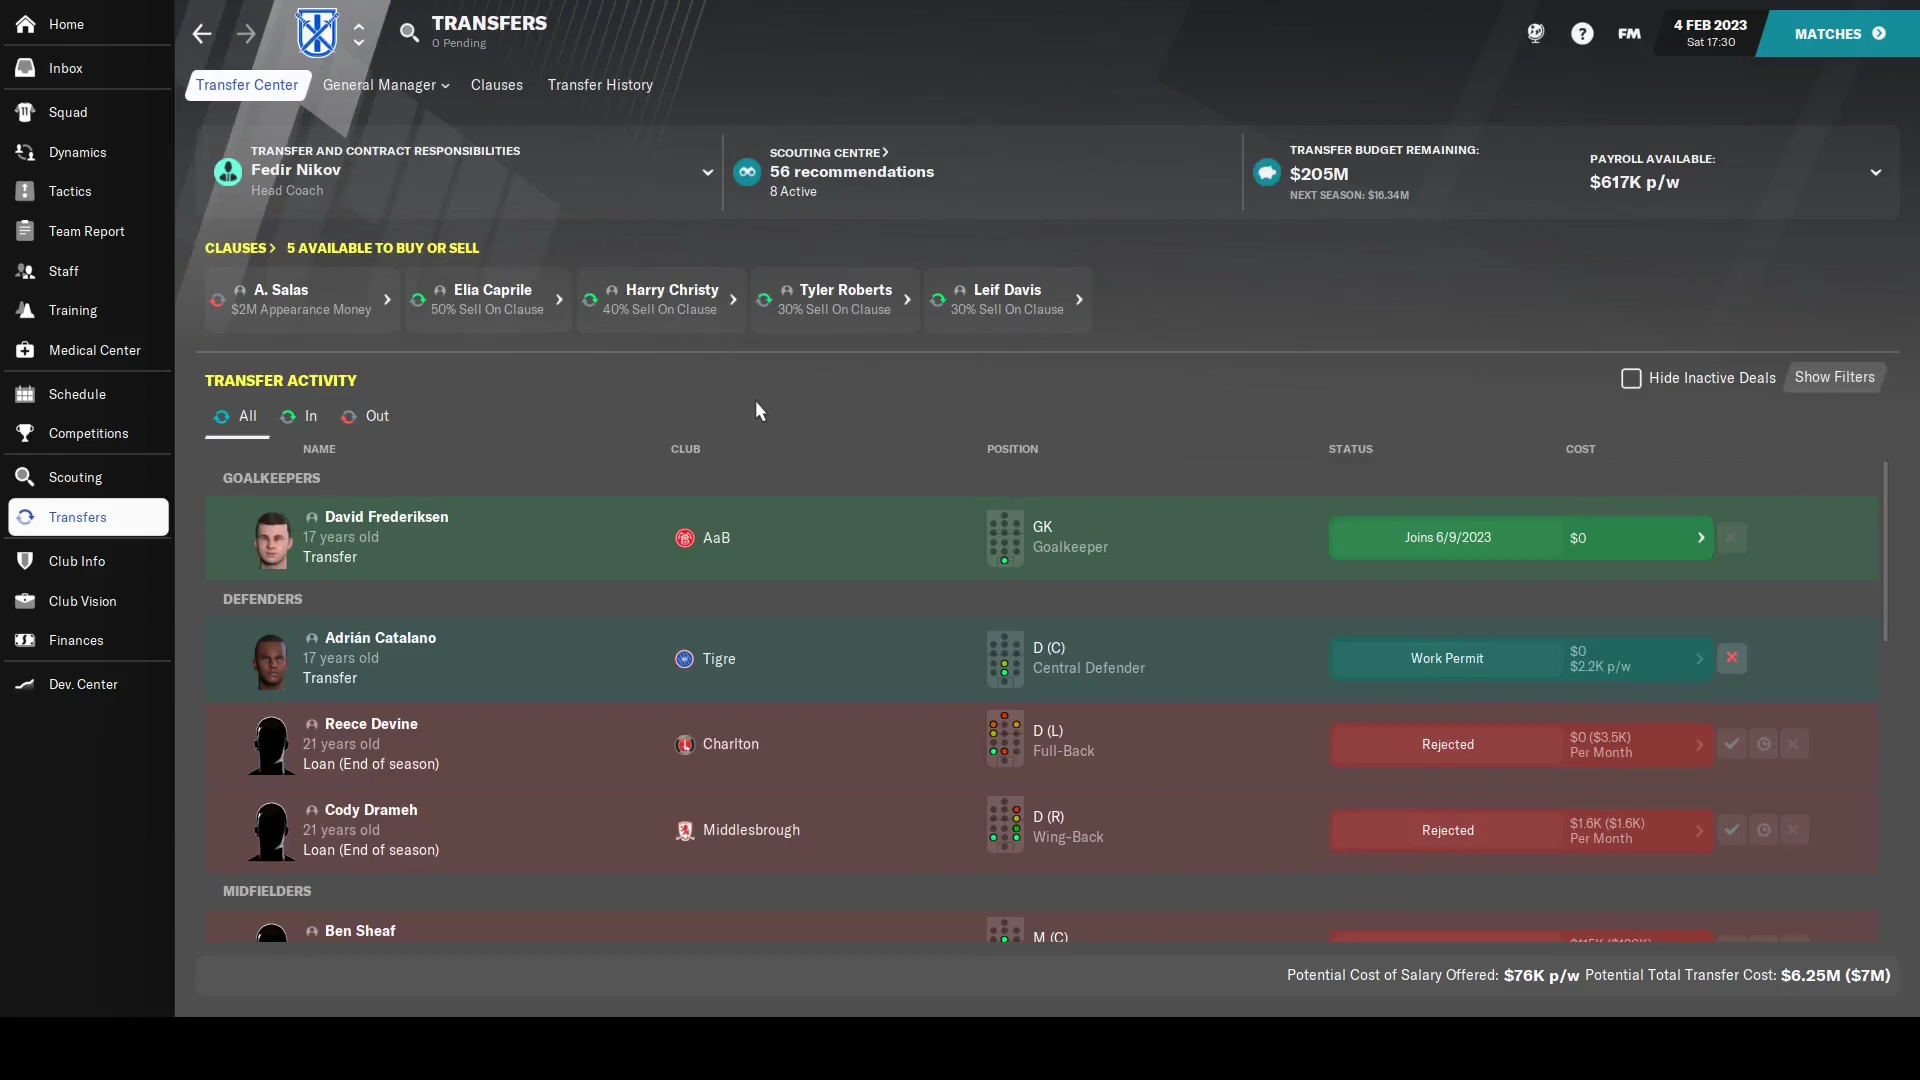 Home
Inbox
Squad
Dynamics
Tactics
Team Report
Staff
Training
Medical Center
Schedule
Competitions
Scouting
Transfers
Club Info
Club Vision
Finances
Dev. Center
TRANSFERS
0 Pending
FM
4 FEB 2023
Sat 17:30
MATCHES
Transfer Center
General Manager
Clauses
Transfer History
TRANSFER AND CONTRACT RESPONSIBILITIES
Fedir Nikov
Head Coach
SCOUTING CENTRE>
56 recommendations
8 Active
TRANSFER BUDGET REMAINING:
$205M
NEXT SEASON: $16.34M
PAYROLL AVAILABLE:
$617K p/w
CLAUSES> 5 AVAILABLE TO BUY OR SELL
A. Salas
$2M Appearance Money
Elia Caprile
50% Sell On Clause
Harry Christy
40% Sell On Clause
Tyler Roberts
30% Sell On Clause
Leif Davis
30% Sell On Clause
TRANSFER ACTIVITY
Hide Inactive Deals
Show Filters
All In Out
NAME CLUB POSITION STATUS COST
GOALKEEPERS
David Frederiksen
17 years old
Transfer
AaB
GK
Goalkeeper
Joins 6/9/2023
$0
DEFENDERS
Adrián Catalano
17 years old
Transfer
Tigre
D (C)
Central Defender
Work Permit
$0
$2.2K p/w
Reece Devine
21 years old
Loan (End of season)
Charlton
D (L)
Full-Back
Rejected
$0 ($3.5K)
Per Month
Cody Drameh
21 years old
Loan (End of season)
Middlesbrough
D (R)
Wing-Back
Rejected
$1.6K ($1.6K)
Per Month
MIDFIELDERS
Ben Sheaf
M (C)
Potential Cost of Salary Offered: $76K p/w Potential Total Transfer Cost: $6.25M ($7M)